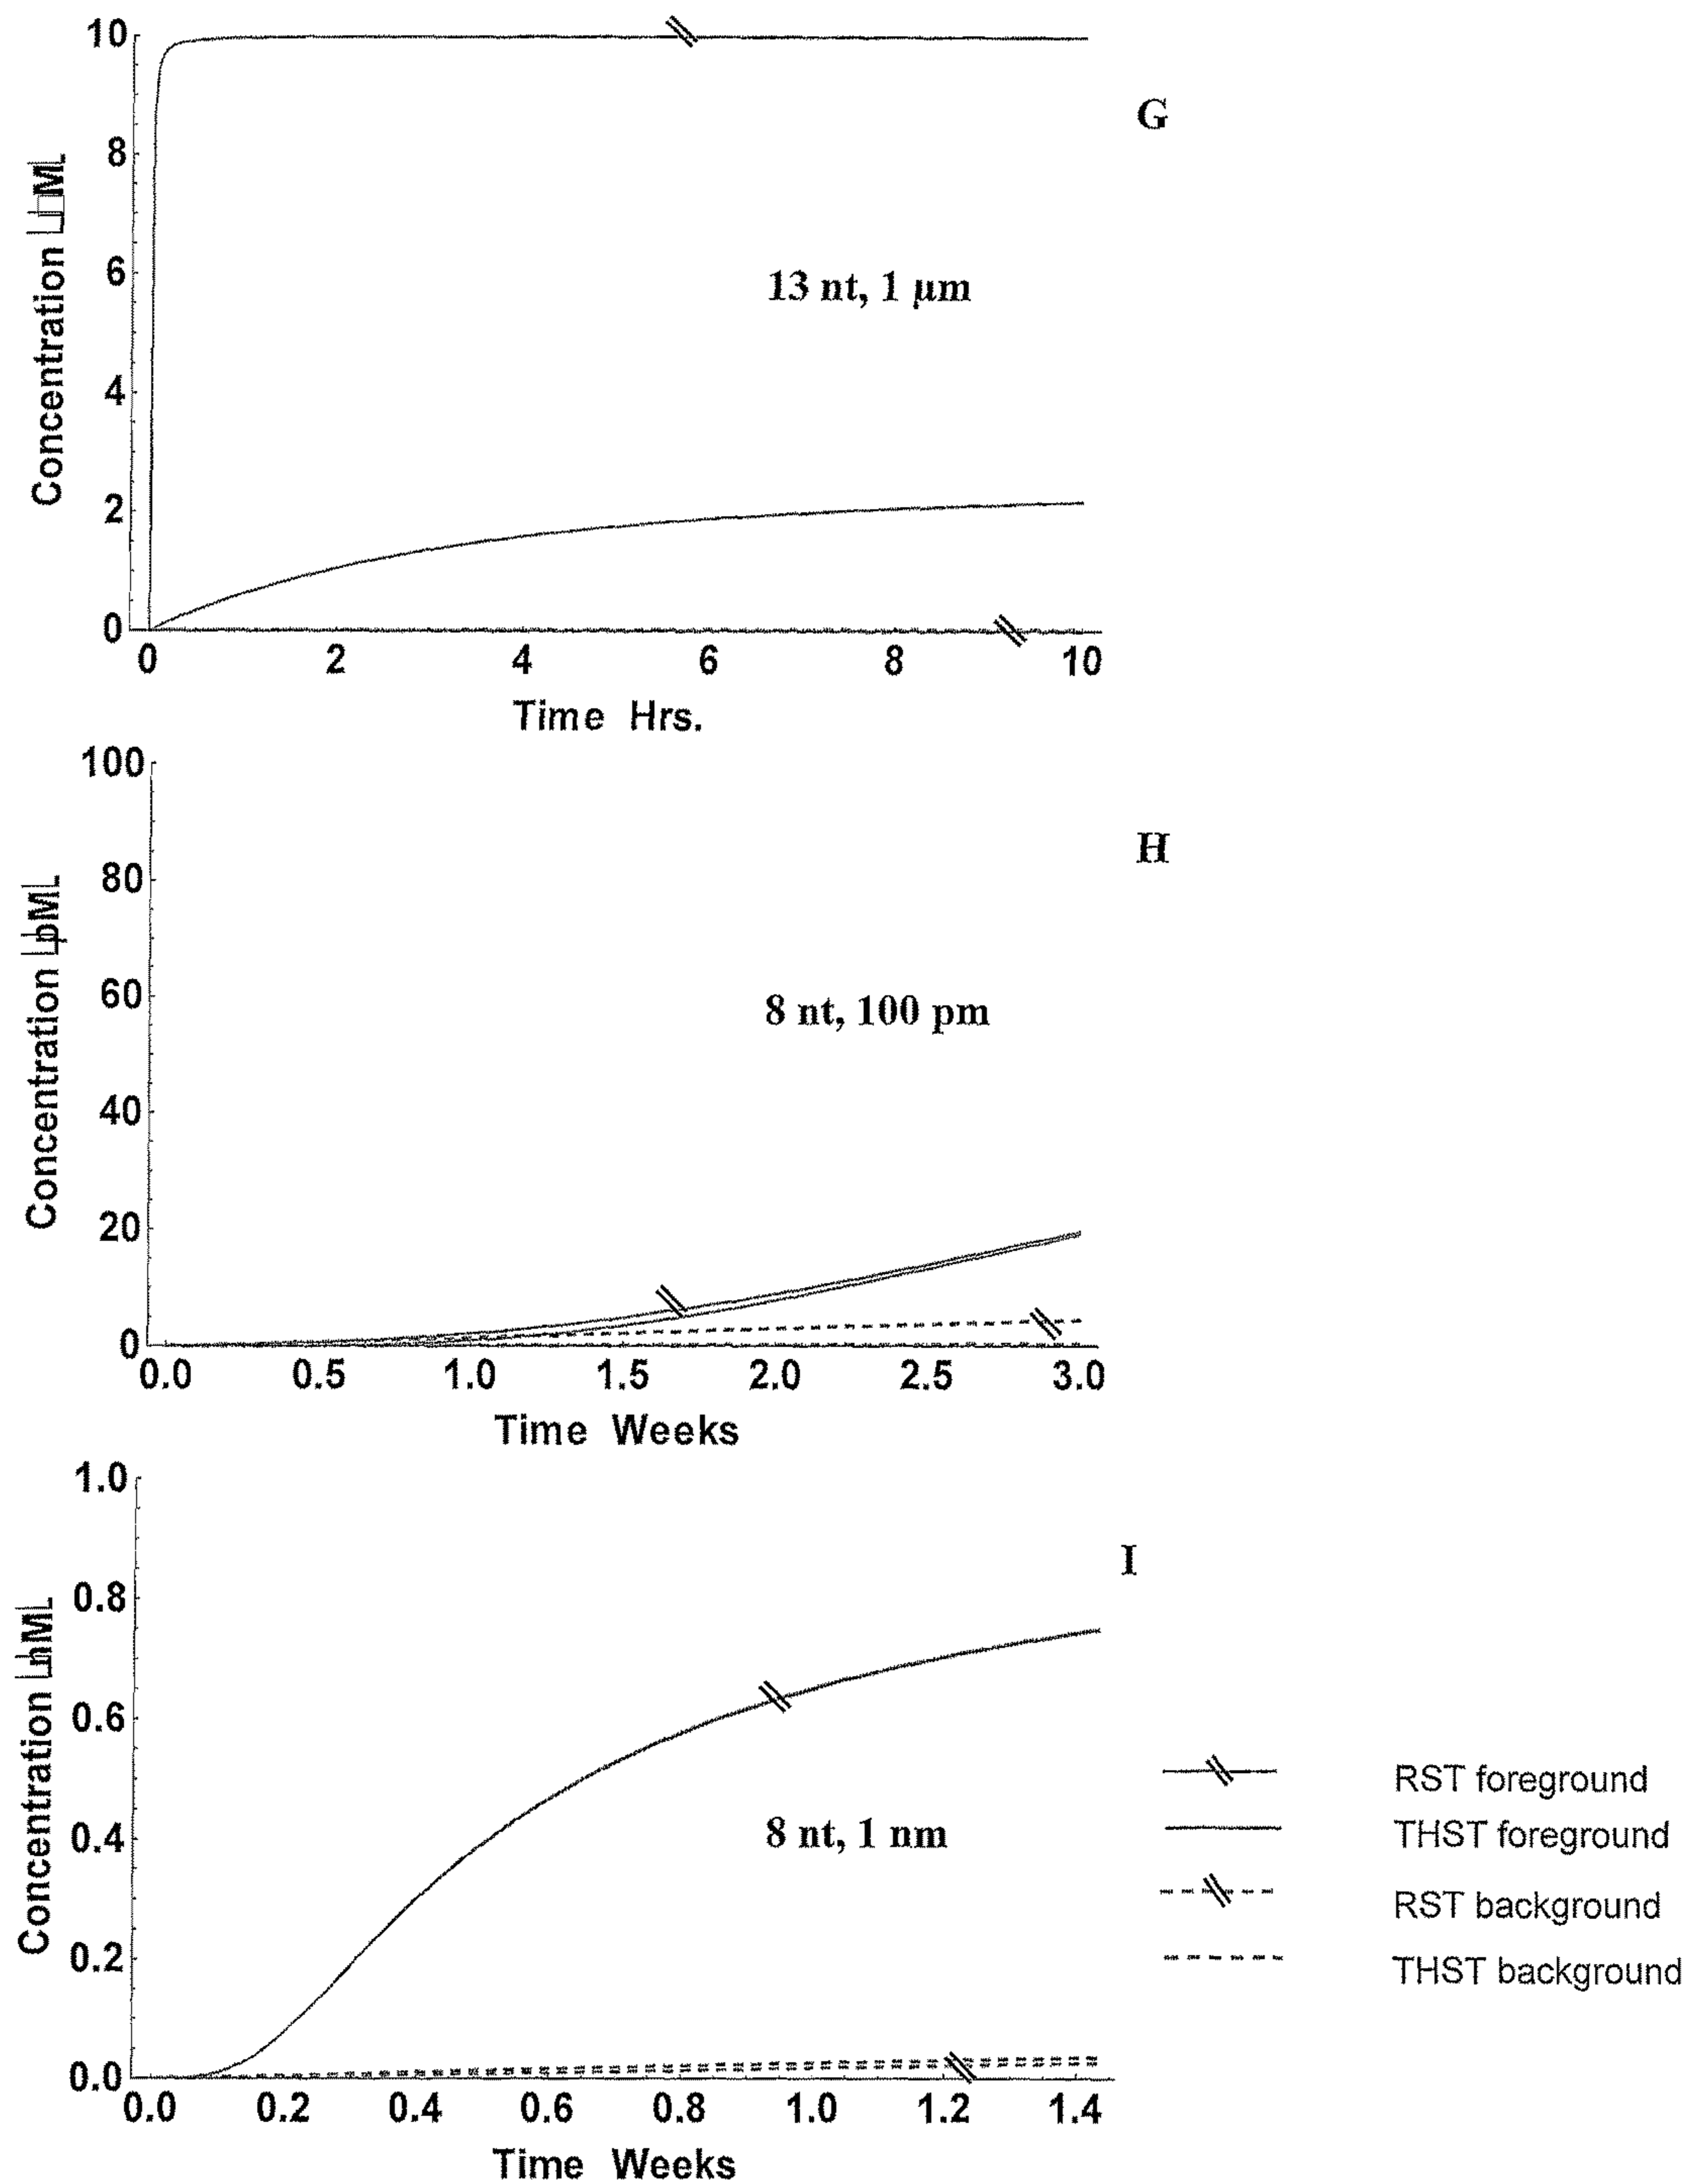 10
8
6
4
2
0
Concentration
G
13 nt, 1 µm
0 2 4 6 8 10
Time Hrs.
100
80
60
40
20
0
Concentration
H
8 nt, 100 pm
0.0 0.5 1.0 1.5 2.0 2.5 3.0
Time Weeks
1.0
0.8
0.6
0.4
0.2
0.0
Concentration
I
8 nt, 1 nm
0.0 0.2 0.4 0.6 0.8 1.0 1.2 1.4
Time Weeks
RST foreground
THST foreground
RST background
THST background